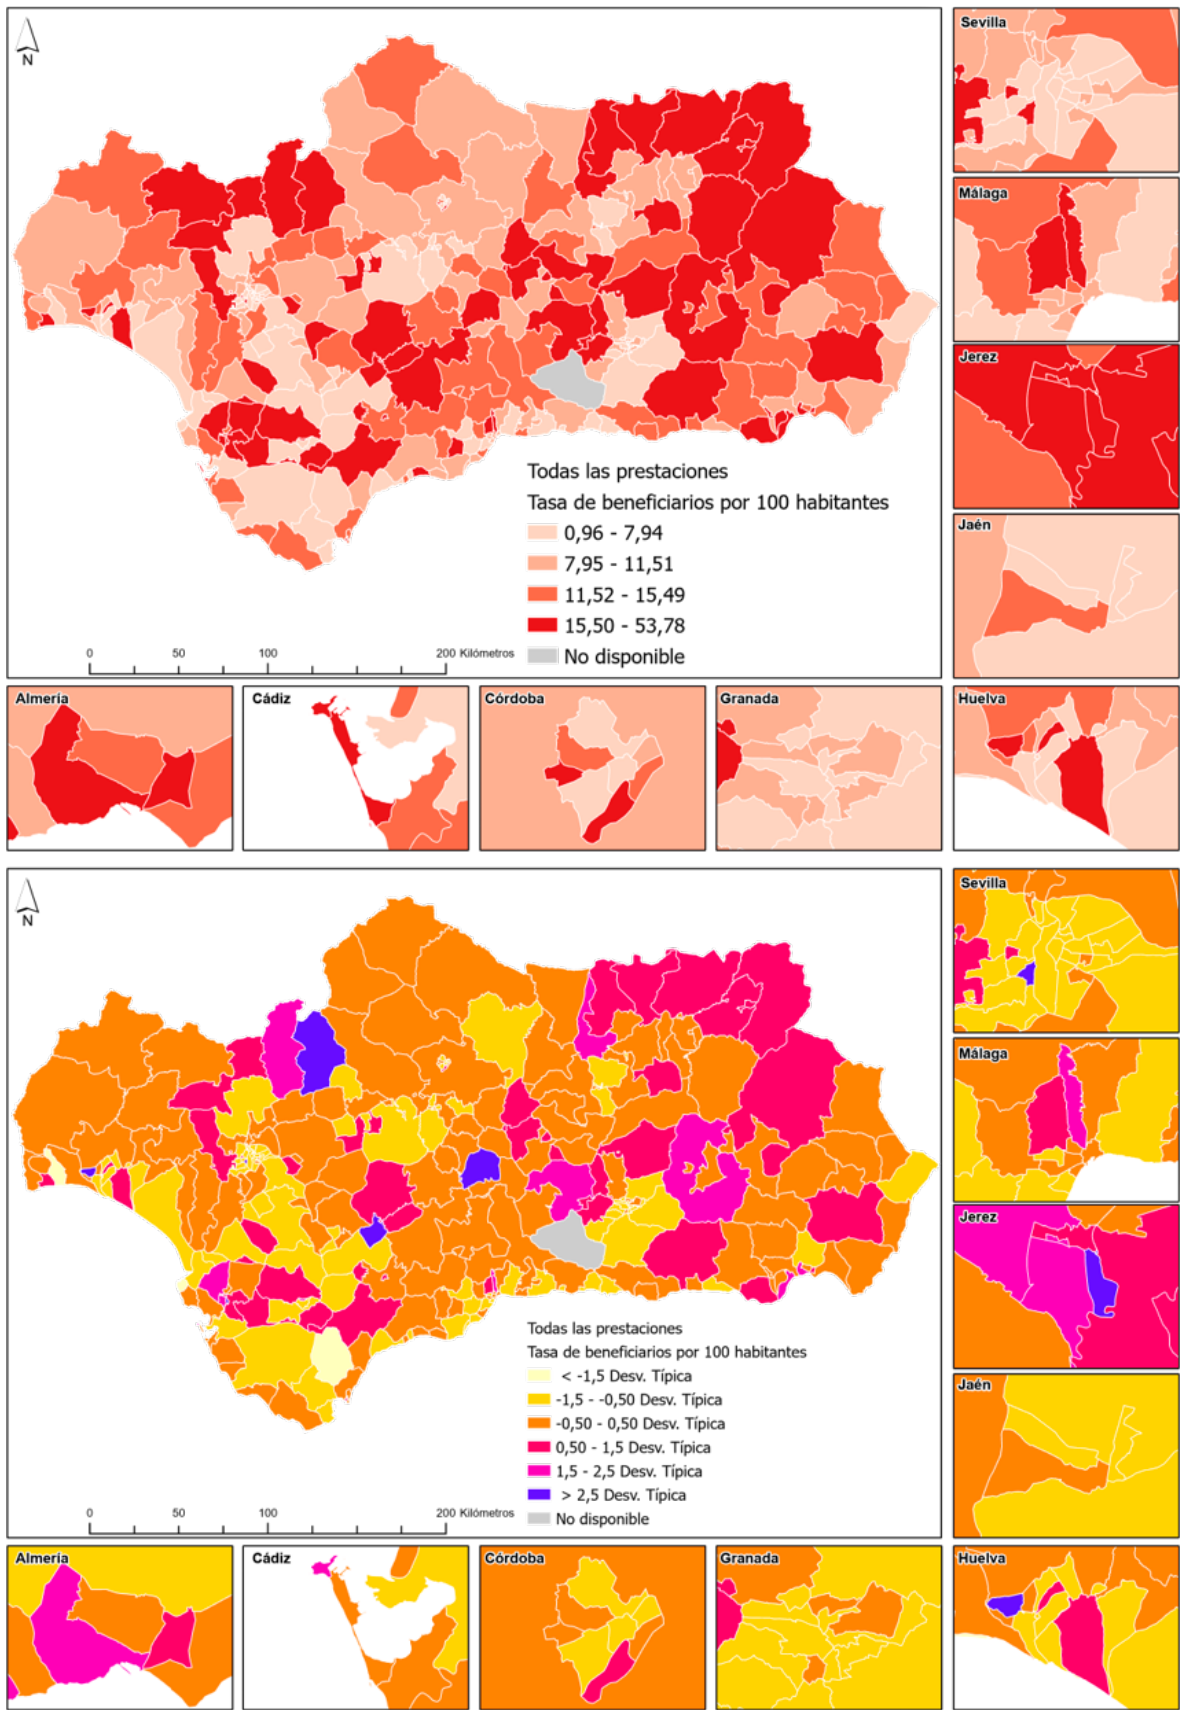 N
Sevilla
Málaga
Jerez
Jaén
Todas las prestaciones
Tasa de beneficiarios por 100 habitantes
0,96 - 7,94
7,95 - 11,51
11,52 - 15,49
15,50 - 53,78
No disponible
0 50 100 200 Kilómetros
Almería
Cádiz
Córdoba
Granada
Huelva
N
Sevilla
Málaga
Jerez
Jaén
Todas las prestaciones
Tasa de beneficiarios por 100 habitantes
< -1,5 Desv. Típica
-1,5 - -0,50 Desv. Típica
-0,50 - 0,50 Desv. Típica
0,50 - 1,5 Desv. Típica
1,5 - 2,5 Desv. Típica
> 2,5 Desv. Típica
No disponible
0 50 100 200 Kilómetros
Almería
Cádiz
Córdoba
Granada
Huelva